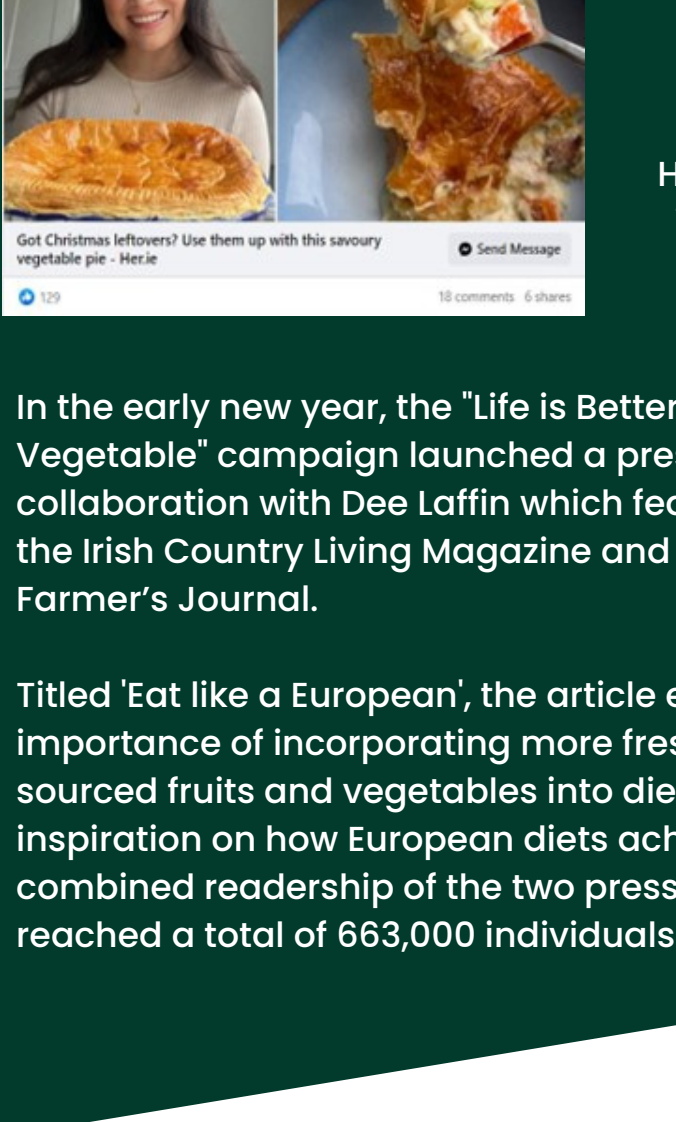 H
Got Christmas leftovers? Use them up with this savoury
vegetable pie - Her.ie
Send Message
129
18 comments 6 shares
In the early new year, the "Life is Better
Vegetable" campaign launched a pres
collaboration with Dee Laffin which fea
the Irish Country Living Magazine and
Farmer’s Journal.
Titled 'Eat like a European', the article e
importance of incorporating more fres
sourced fruits and vegetables into die
inspiration on how European diets ach
combined readership of the two press
reached a total of 663,000 individuals